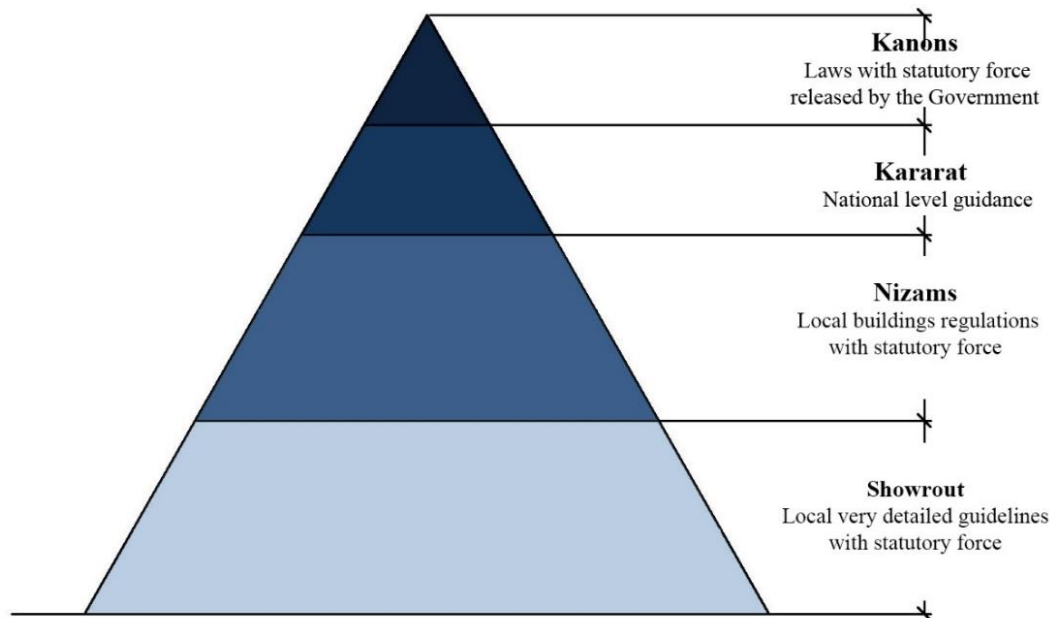 Kanons
Laws with statutory force
released by the Government
Kararat
National level guidance
Nizams
Local buildings regulations
with statutory force
Showrout
Local very detailed guidelines
with statutory force